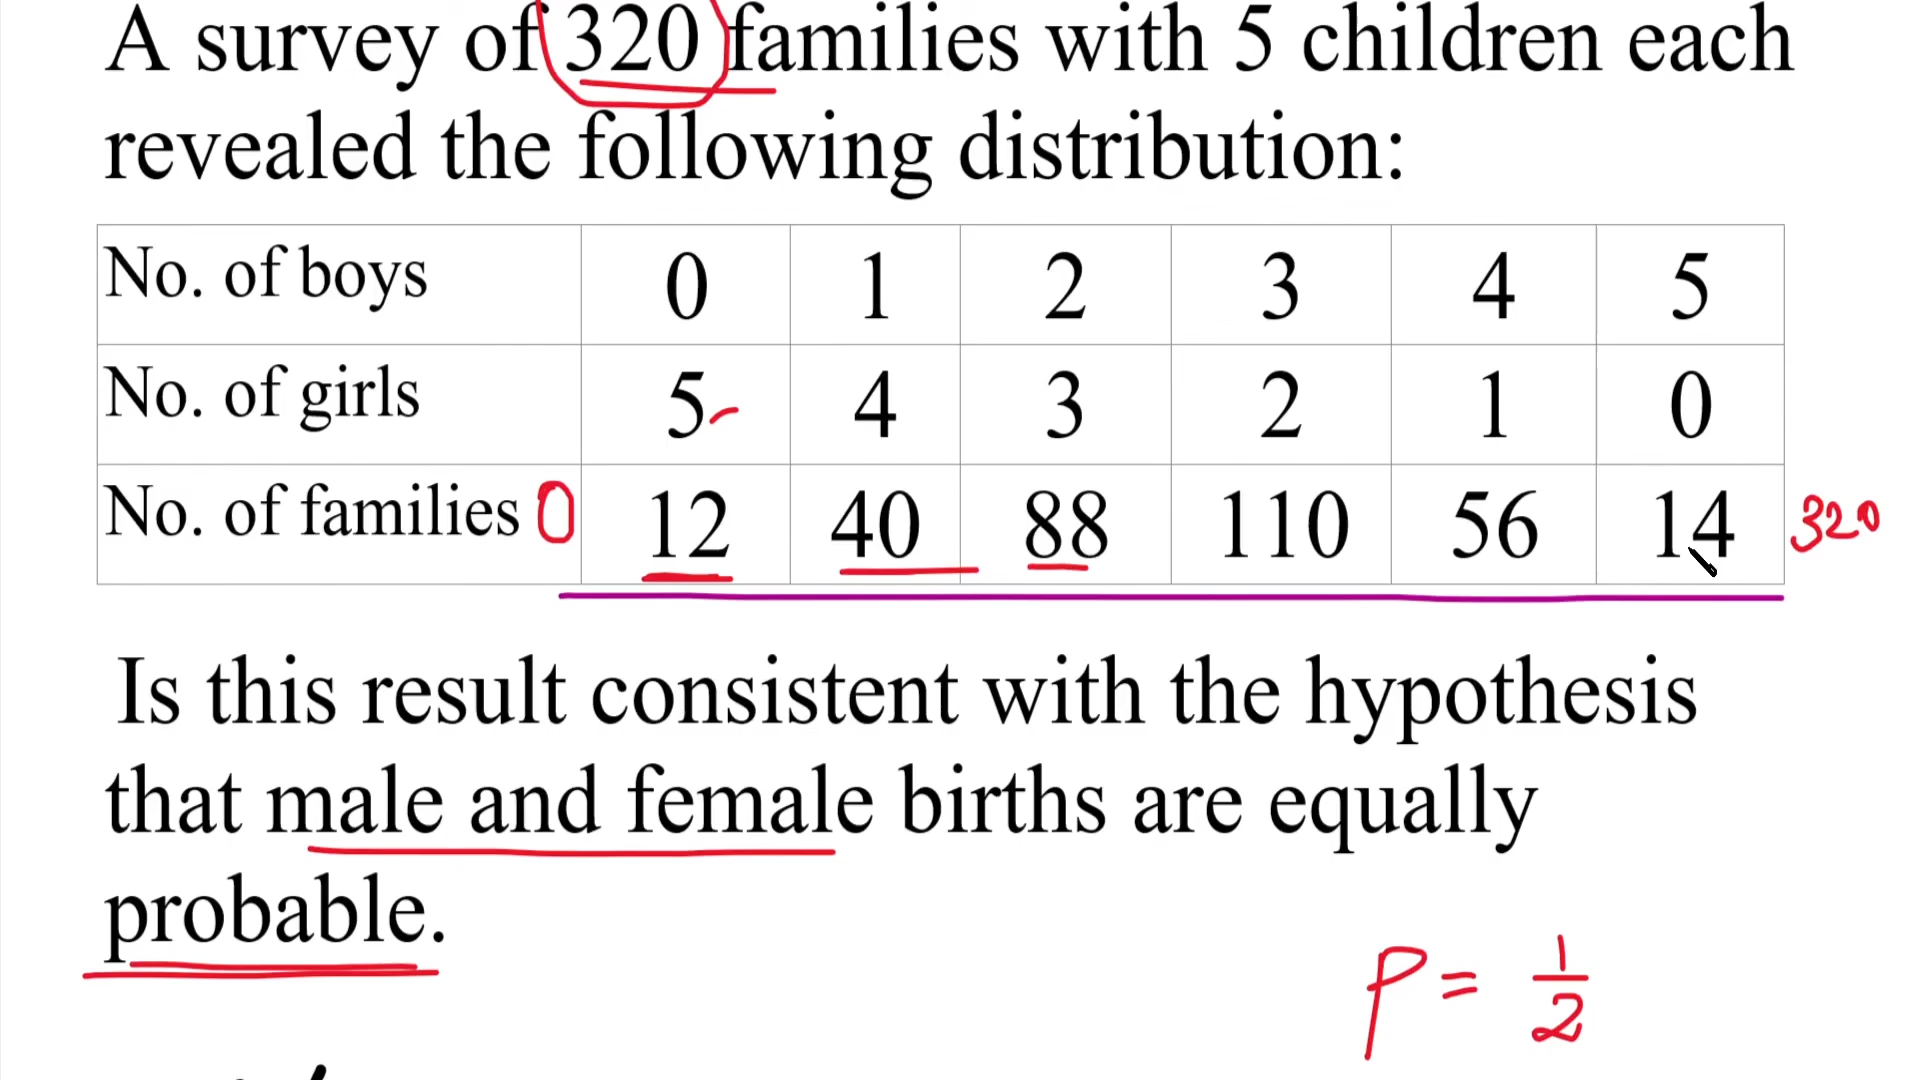 A survey of 320 families with 5 children each
revealed the following distribution:
No. of boys 0 1 2 3 4 5
No. of girls 5 4 3 2 1 0
No. of families O 12 40 88 110 56 14 320
Is this result consistent with the hypothesis
that male and female births are equally
probable.
P = 1/2